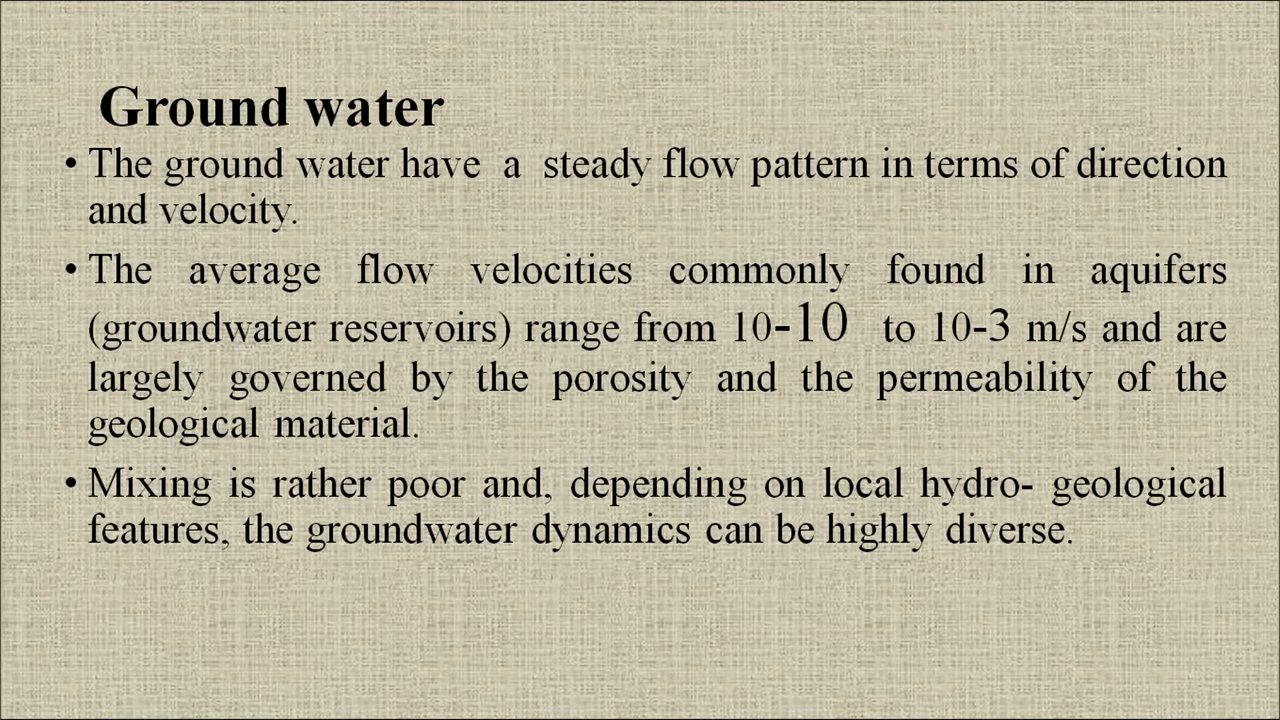 Ground water
• The ground water have a steady flow pattern in terms of direction
and velocity.
• The average flow velocities commonly found in aquifers
(groundwater reservoirs) range from 10-10 to 10-3 m/s and are
largely governed by the porosity and the permeability of the
geological material.
• Mixing is rather poor and, depending on local hydro- geological
features, the groundwater dynamics can be highly diverse.